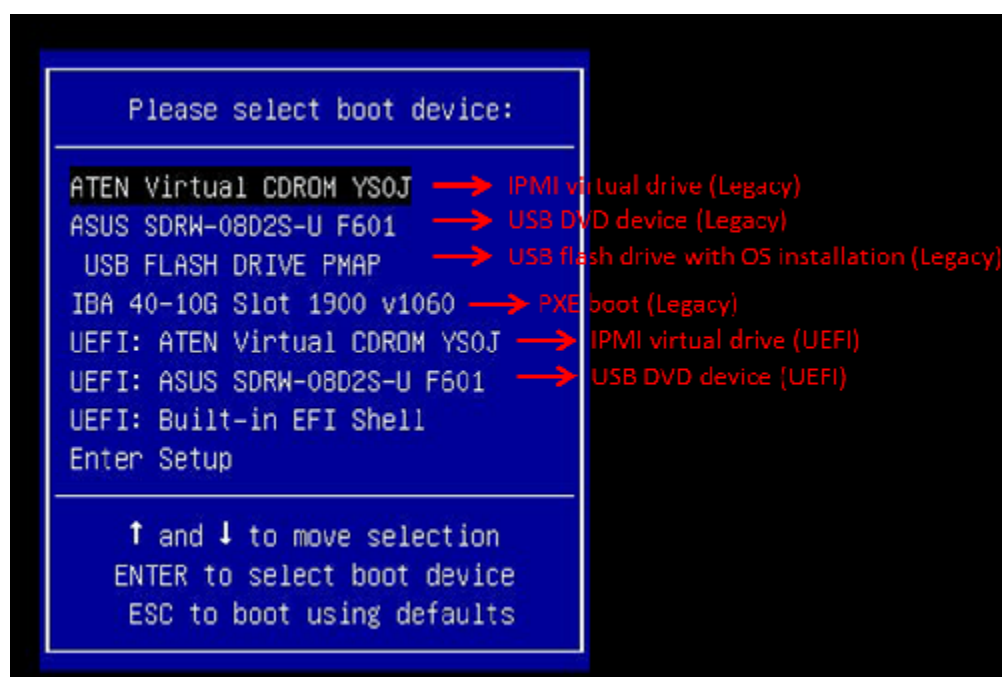 Please select boot device:
ATEN Virtual CDROM YS0J → IPMI virtual drive (Legacy)
ASUS SDRW-08D2S-U F601 → USB DVD device (Legacy)
USB FLASH DRIVE PMAP → USB flash drive with OS installation (Legacy)
IBA 40-10G Slot 1900 v1060 → PXE boot (Legacy)
UEFI: ATEN Virtual CDROM YS0J → IPMI virtual drive (UEFI)
UEFI: ASUS SDRW-08D2S-U F601 → USB DVD device (UEFI)
UEFI: Built-in EFI Shell
Enter Setup
↑ and ↓ to move selection
ENTER to select boot device
ESC to boot using defaults